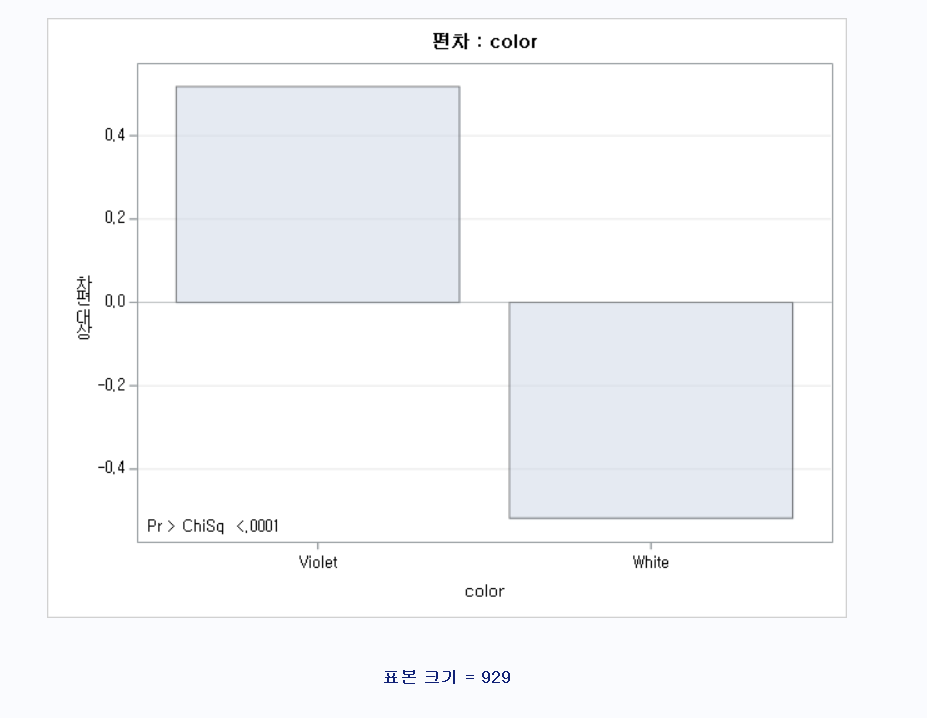 편차 : color
0.4
0.2
0.0
-0.2
-0.4
상대 편차
Pr > ChiSq <.0001
Violet
White
color
표본 크기 = 929